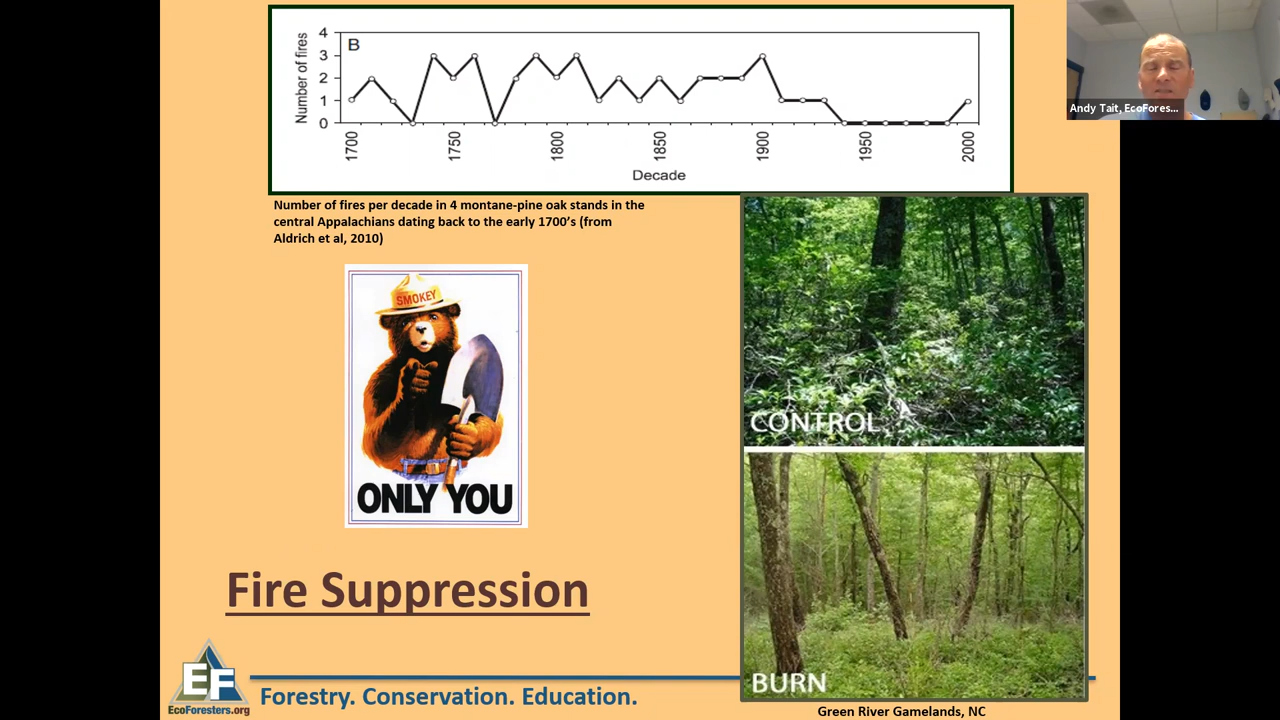 4
3
2
1
0
B
Number of fires
1700
1750
1800
1850
1900
1950
2000
Decade
Andy Tait, EcoFores...
Number of fires per decade in 4 montane-pine oak stands in the
central Appalachians dating back to the early 1700's (from
Aldrich et al, 2010)
SMOKEY
ONLY YOU
CONTROL
BURN
Fire Suppression
EF
EcoForesters.org
Forestry. Conservation. Education.
Green River Gamelands, NC